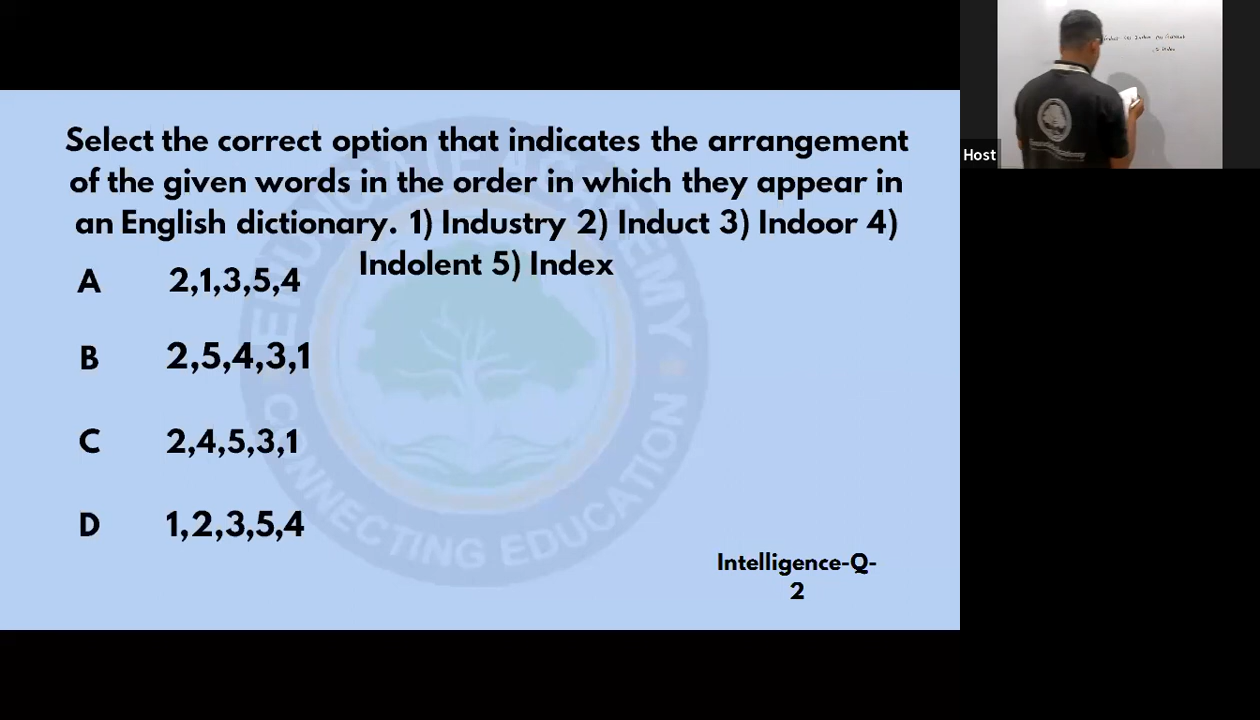 Select the correct option that indicates the arrangement
of the given words in the order in which they appear in
an English dictionary. 1) Industry 2) Induct 3) Indoor 4)
Indolent 5) Index
A 2,1,3,5,4
B 2,5,4,3,1
C 2,4,5,3,1
D 1,2,3,5,4
Intelligence-Q-
2
CONNECTING EDUCATION
Host